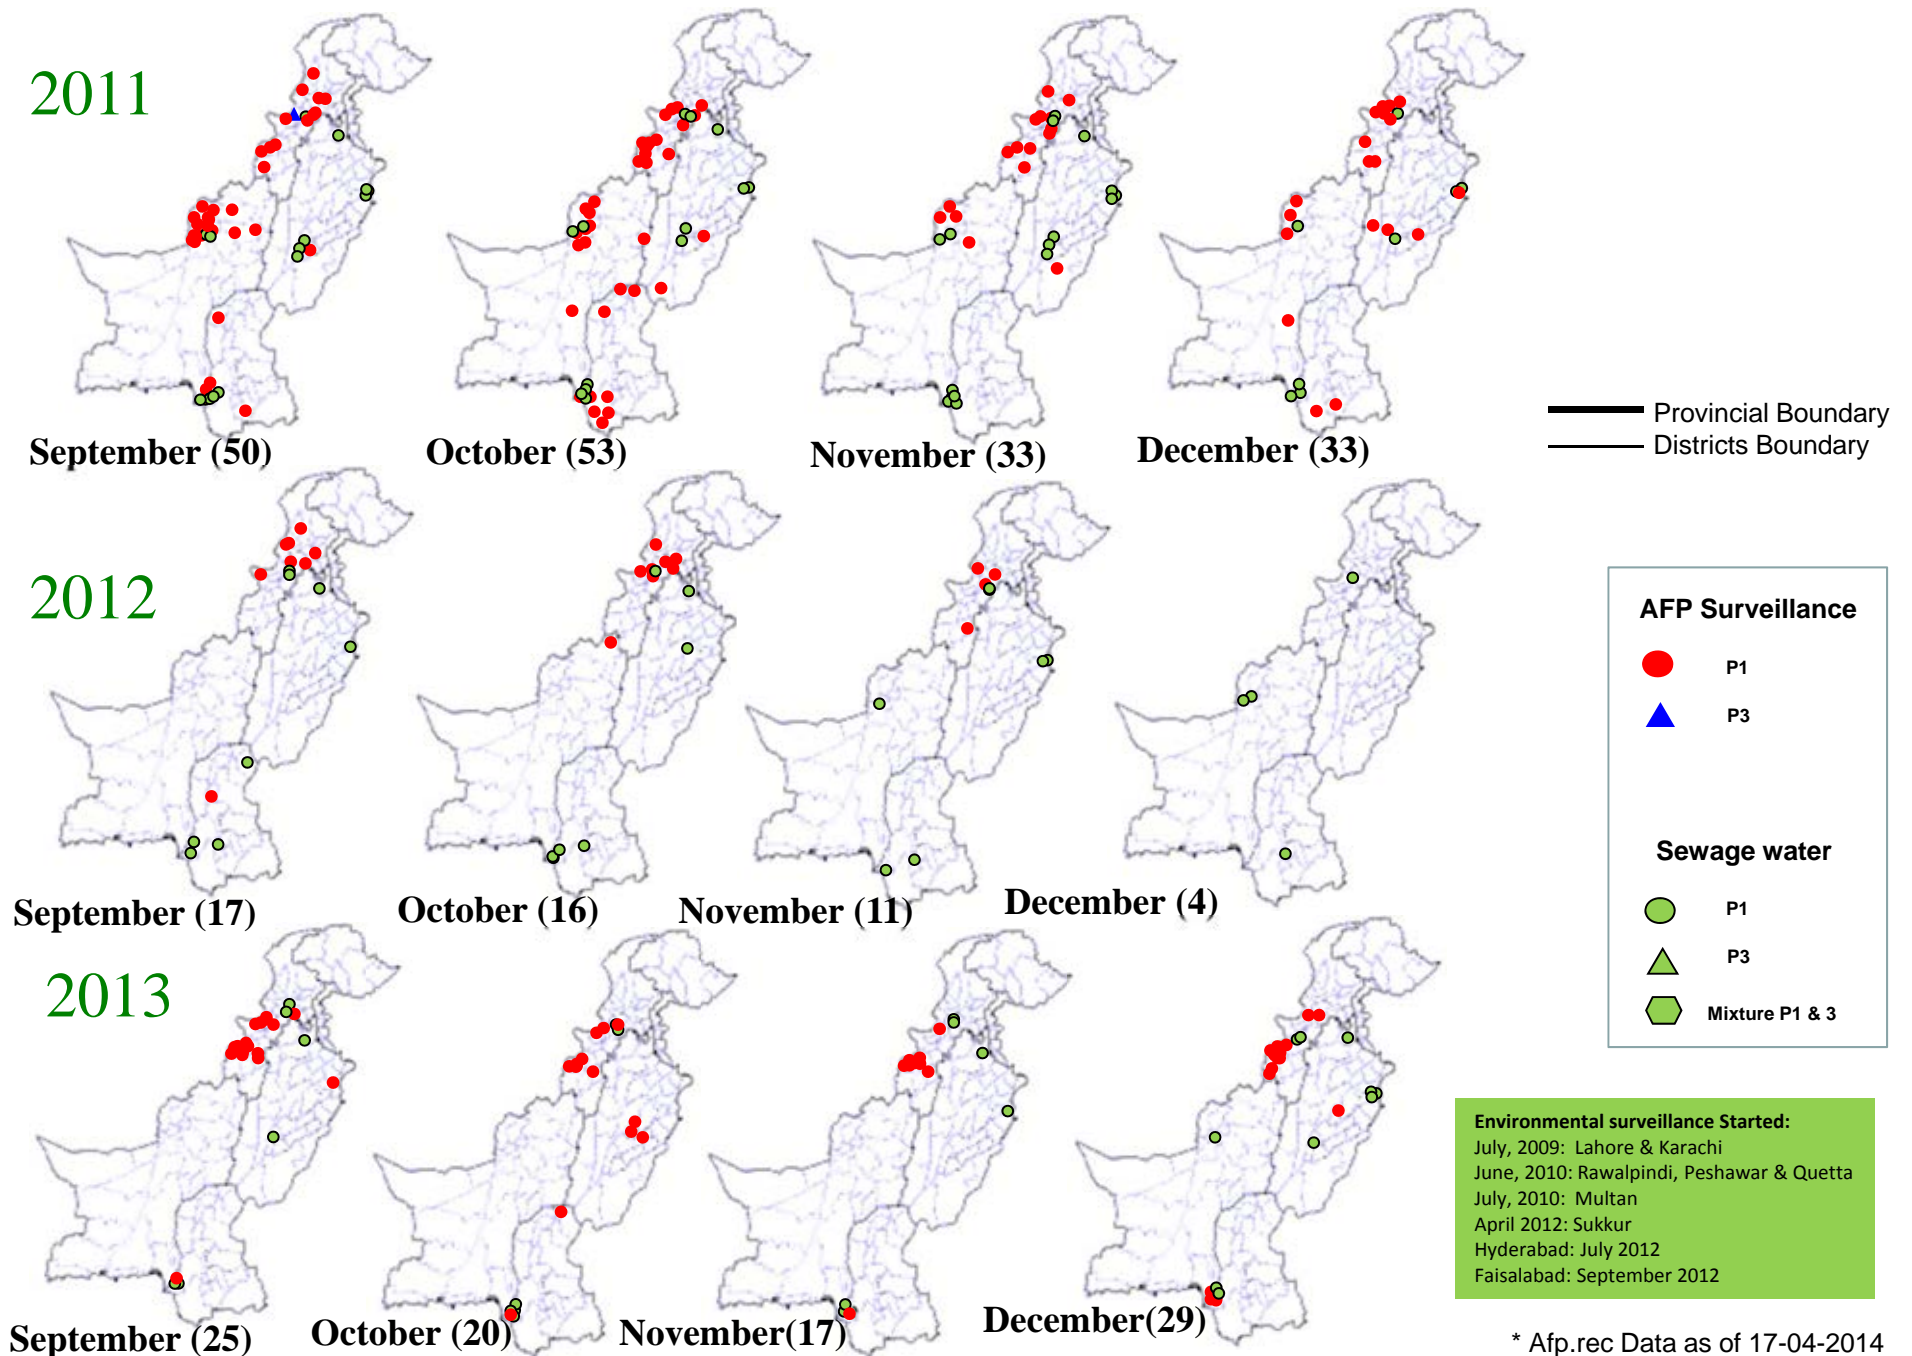 2011
September (50)
October (53)
November (33)
December (33)
Provincial Boundary
Districts Boundary
2012
September (17)
October (16)
November (11)
December (4)
AFP Surveillance
P1
P3
Sewage water
P1
P3
Mixture P1 & 3
2013
September (25)
October (20)
November(17)
December(29)
Environmental surveillance Started:
July, 2009: Lahore & Karachi
June, 2010: Rawalpindi, Peshawar & Quetta
July, 2010: Multan
April 2012: Sukkur
Hyderabad: July 2012
Faisalabad: September 2012
* Afp.rec Data as of 17-04-2014